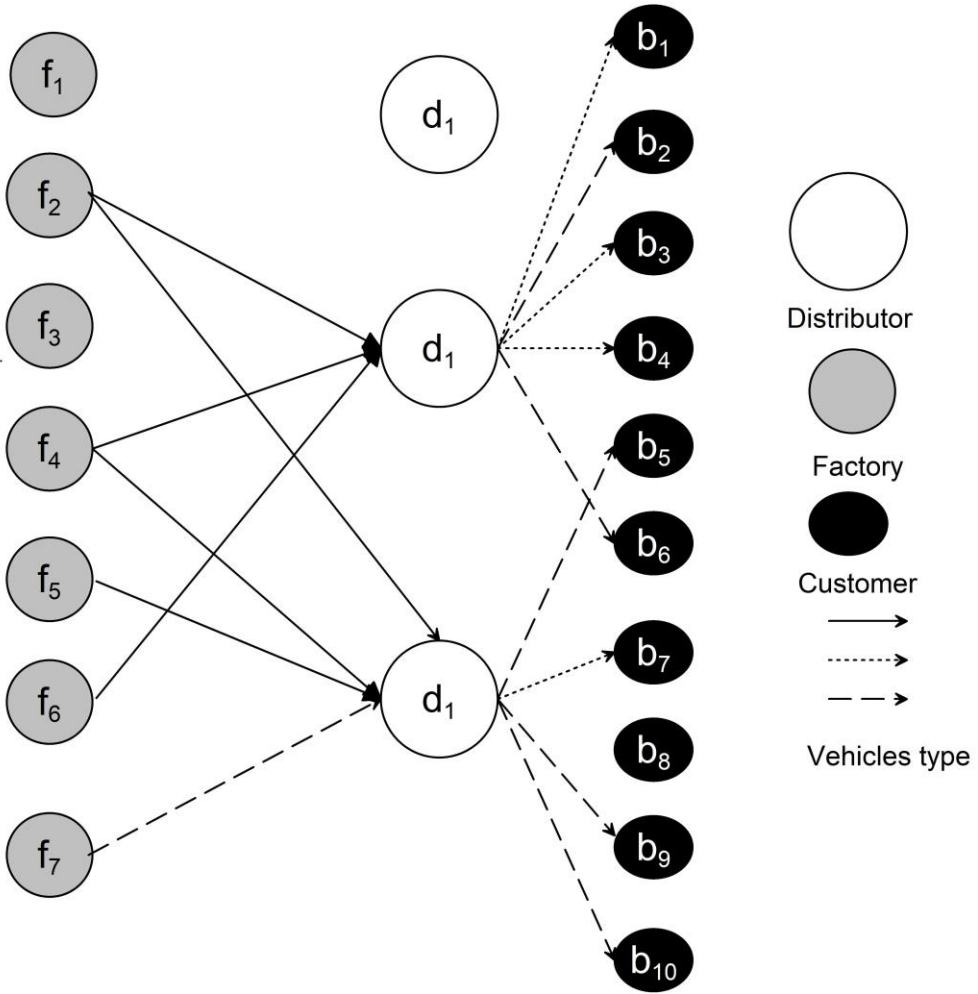 f1
f2
f3
f4
f5
f6
f7
d1
d1
d1
b1
b2
b3
b4
b5
b6
b7
b8
b9
b10
Distributor
Factory
Customer
Vehicles type